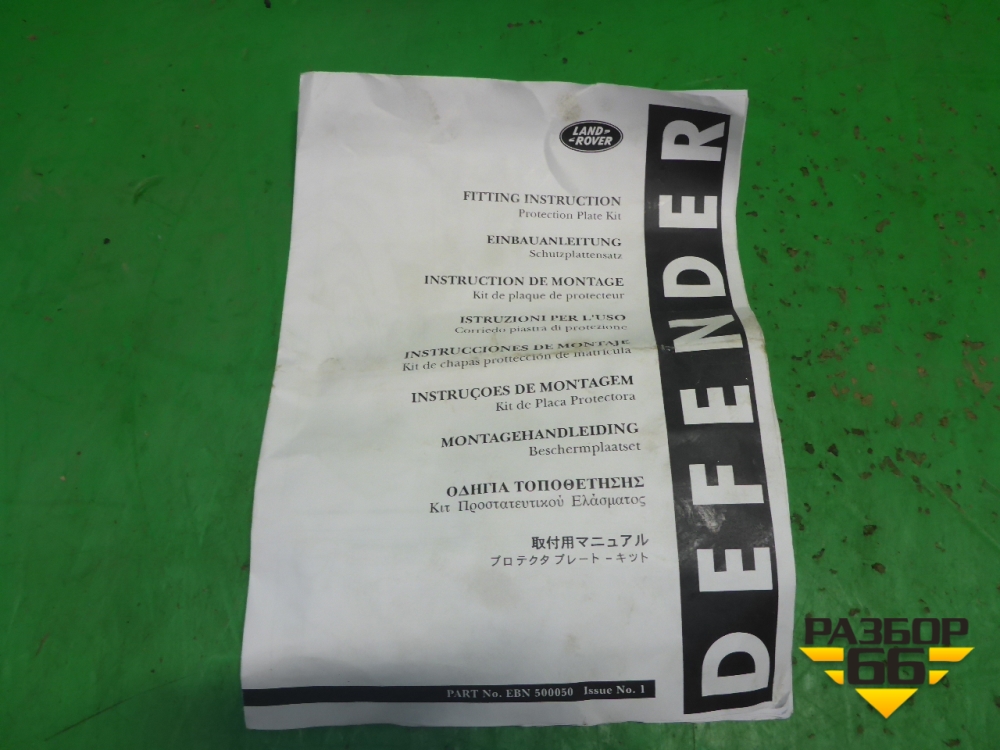 LAND
ROVER
FITTING INSTRUCTION
Protection Plate Kit
EINBAUANLEITUNG
Schutzplattensatz
INSTRUCTION DE MONTAGE
Kit de plaque de protecteur
ISTRUZIONI PER L'USO
Corriedo piastra di protezione
INSTRUCCIONES DE MONTAJE
Kit de chapas protteccion de matricula
INSTRUÇOES DE MONTAGEM
Kit de Placa Protectora
MONTAGEHANDLEIDING
Beschermplaatset
ΟΔΗΓΙΑ ΤΟΠΟΘΕΤΗΣΗΣ
Κιτ Προστατευτικού Ελάσματος
取付用マニュアル
プロテクタ プレート－キット
PART No. EBN 500050 Issue No. 1
DEFENDER
РАЗБОР
66